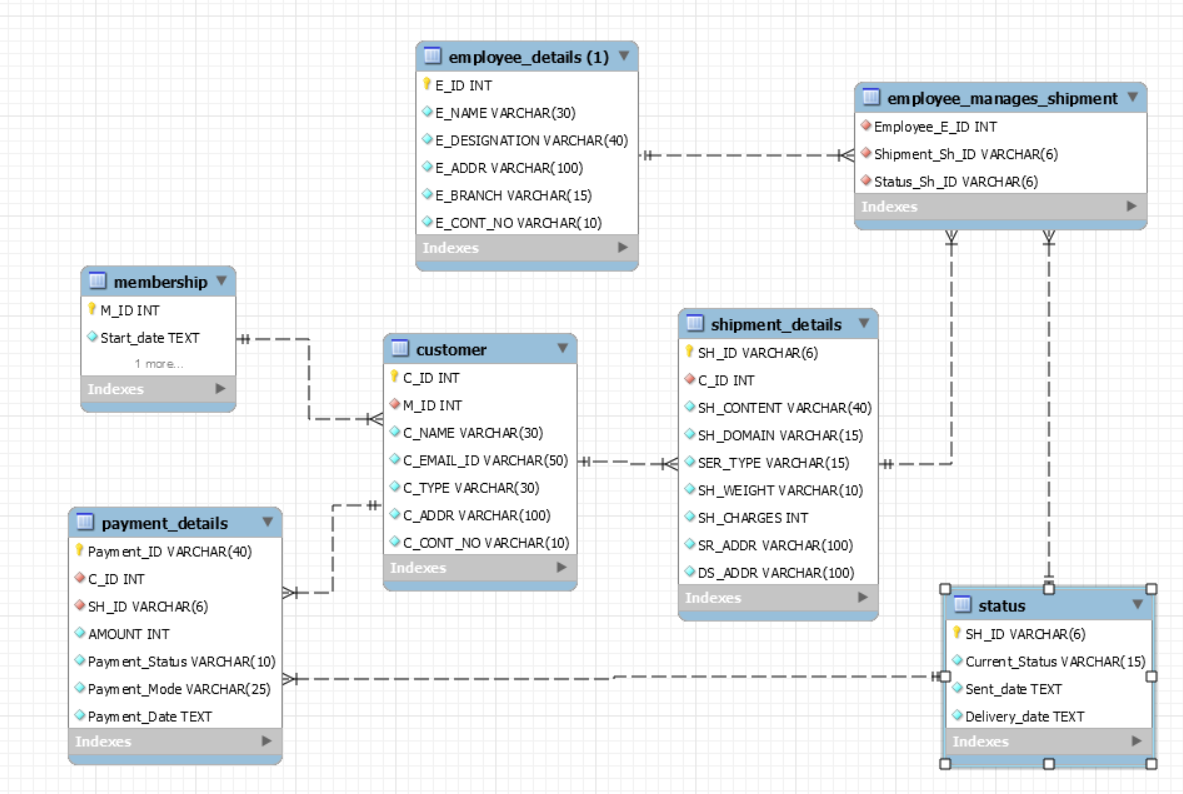 employee_details (1)
E_ID INT
E_NAME VARCHAR(30)
E_DESIGNATION VARCHAR(40)
E_ADDR VARCHAR(100)
E_BRANCH VARCHAR(15)
E_CONT_NO VARCHAR(10)
Indexes
employee_manages_shipment
Employee_E_ID INT
Shipment_Sh_ID VARCHAR(6)
Status_Sh_ID VARCHAR(6)
Indexes
membership
M_ID INT
Start_date TEXT
1 more...
Indexes
customer
C_ID INT
M_ID INT
C_NAME VARCHAR(30)
C_EMAIL_ID VARCHAR(50)
C_TYPE VARCHAR(30)
C_ADDR VARCHAR(100)
C_CONT_NO VARCHAR(10)
Indexes
shipment_details
SH_ID VARCHAR(6)
C_ID INT
SH_CONTENT VARCHAR(40)
SH_DOMAIN VARCHAR(15)
SER_TYPE VARCHAR(15)
SH_WEIGHT VARCHAR(10)
SH_CHARGES INT
SR_ADDR VARCHAR(100)
DS_ADDR VARCHAR(100)
Indexes
payment_details
Payment_ID VARCHAR(40)
C_ID INT
SH_ID VARCHAR(6)
AMOUNT INT
Payment_Status VARCHAR(10)
Payment_Mode VARCHAR(25)
Payment_Date TEXT
Indexes
status
SH_ID VARCHAR(6)
Current_Status VARCHAR(15)
Sent_date TEXT
Delivery_date TEXT
Indexes